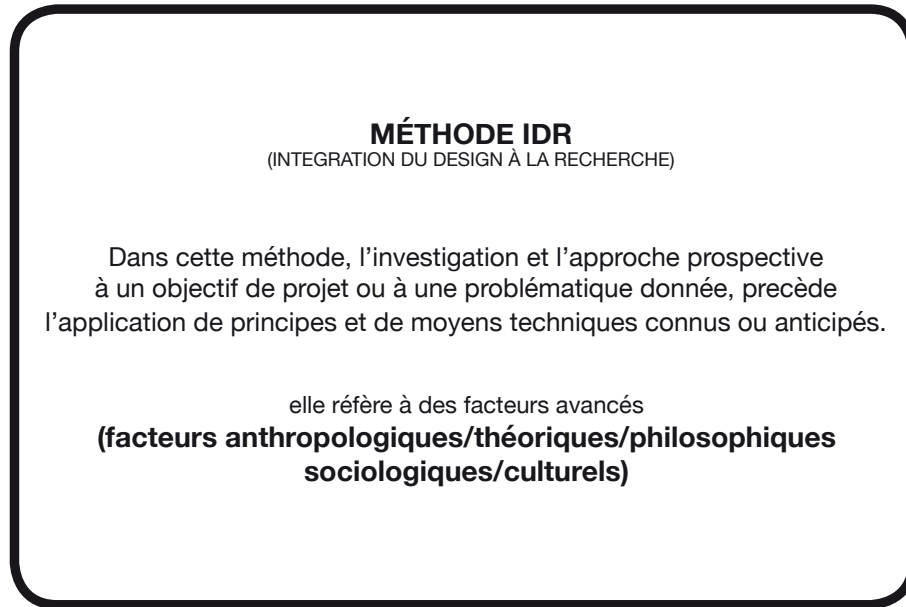 MÉTHODE IDR
(INTEGRATION DU DESIGN À LA RECHERCHE)
Dans cette méthode, l’investigation et l’approche prospective
à un objectif de projet ou à une problématique donnée, precède
l’application de principes et de moyens techniques connus ou anticipés.
elle réfère à des facteurs avancés
(facteurs anthropologiques/théoriques/philosophiques
sociologiques/culturels)